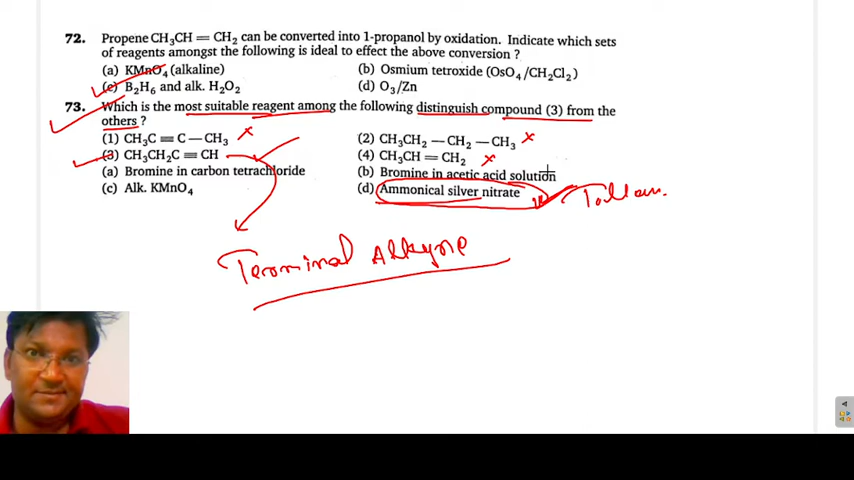 72. Propene CH₃CH = CH₂ can be converted into 1-propanol by oxidation. Indicate which sets
of reagents amongst the following is ideal to effect the above conversion ?
(a) KMnO₄ (alkaline) (b) Osmium tetroxide (OsO₄/CH₂Cl₂)
(c) B₂H₆ and alk. H₂O₂ (d) O₃/Zn
73. Which is the most suitable reagent among the following distinguish compound (3) from the
others ?
(1) CH₃C ≡ C — CH₃ (2) CH₃CH₂ — CH₂ — CH₃
(3) CH₃CH₂C ≡ CH (4) CH₃CH = CH₂
(a) Bromine in carbon tetrachloride (b) Bromine in acetic acid solution
(c) Alk. KMnO₄ (d) Ammonical silver nitrate
Terminal Alkyne